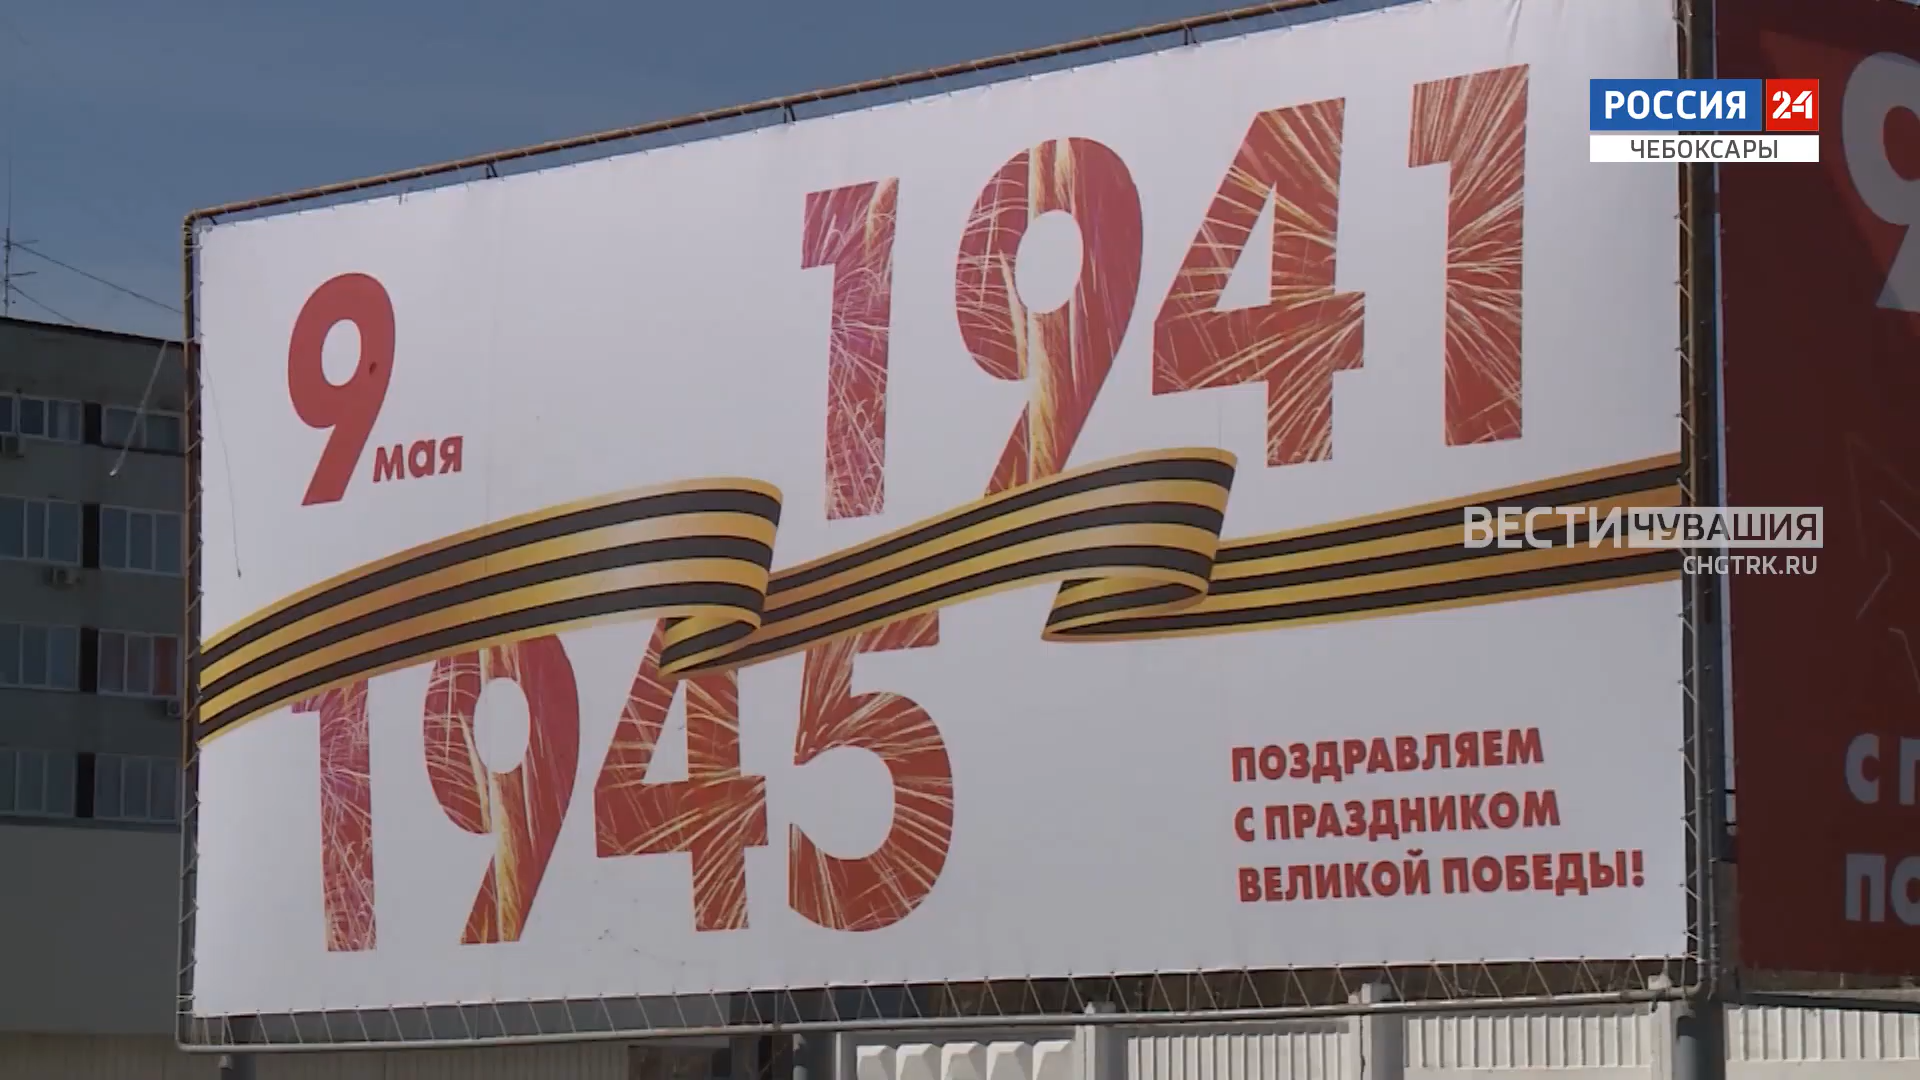 РОССИЯ 24
ЧЕБОКСАРЫ
9 мая
1941
1945
ВЕСТИ ЧУВАШИЯ
CHGTRK.RU
ПОЗДРАВЛЯЕМ
С ПРАЗДНИКОМ
ВЕЛИКОЙ ПОБЕДЫ!